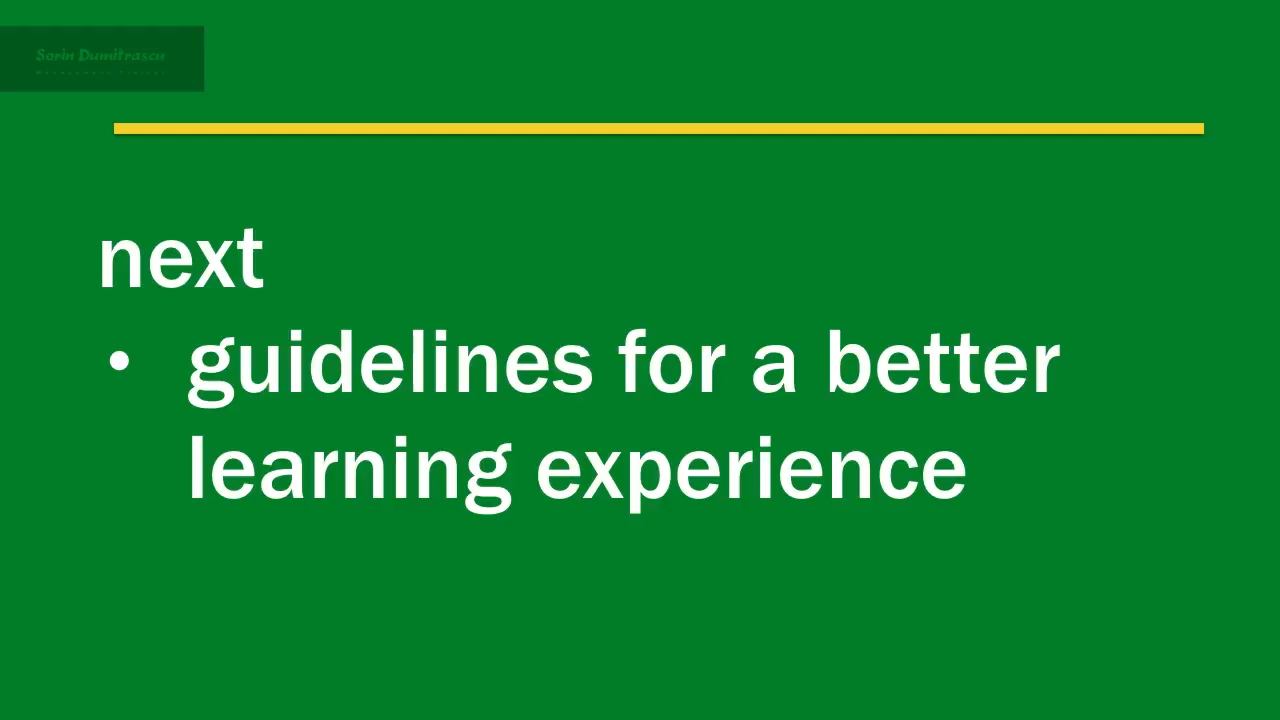 Sorin Dumitrascu
next
• guidelines for a better
learning experience